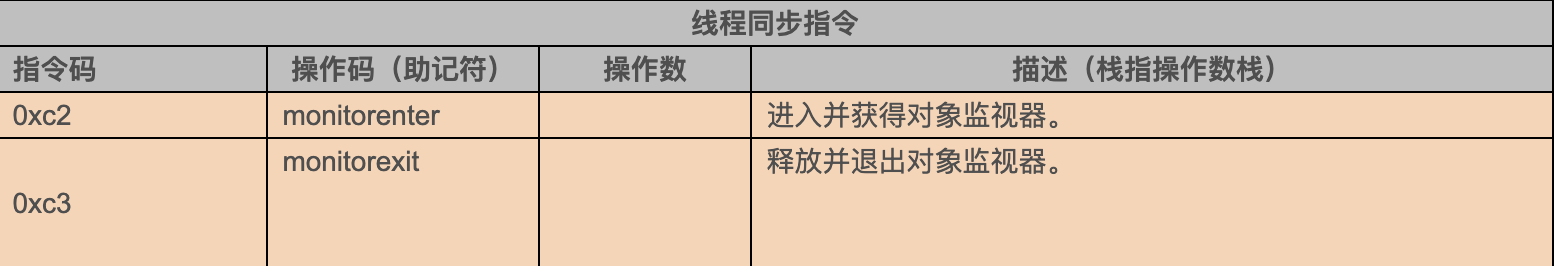 线程同步指令
指令码 操作码（助记符） 操作数 描述（栈指操作数栈）
0xc2 monitorenter 进入并获得对象监视器。
0xc3 monitorexit 释放并退出对象监视器。